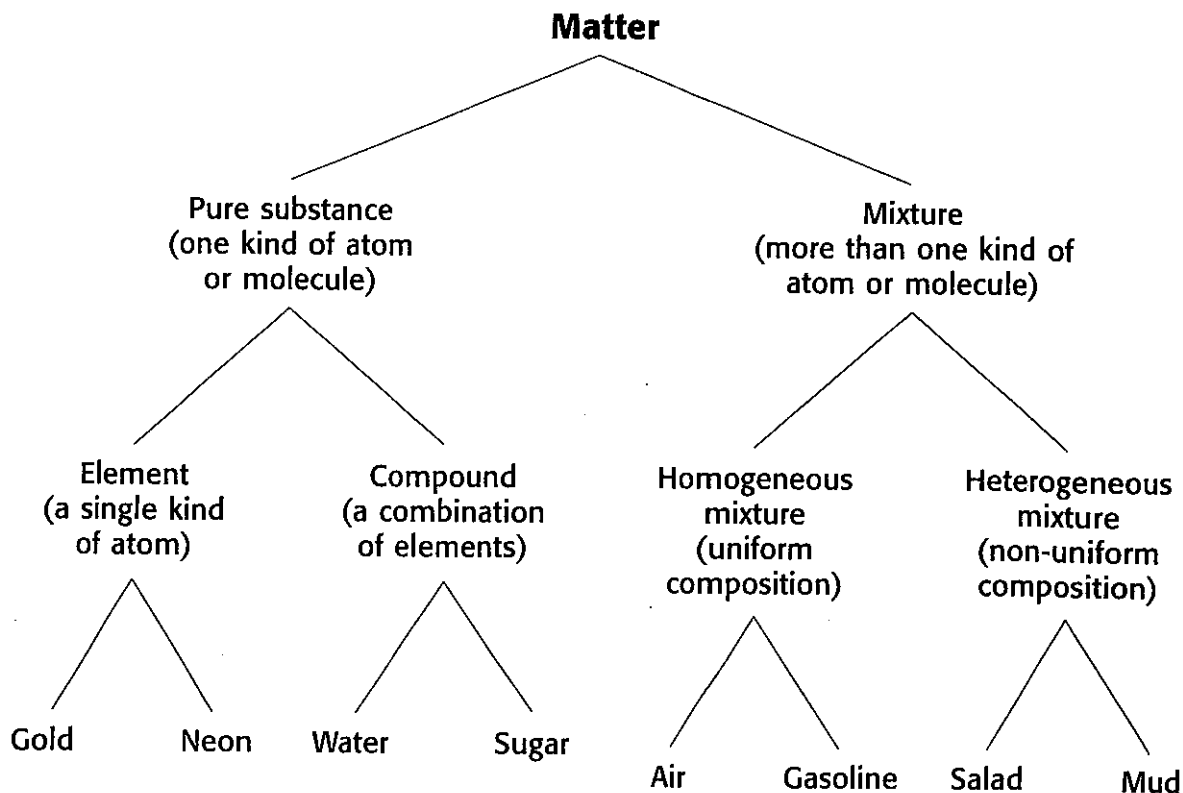 Matter
Pure substance
(one kind of atom
or molecule)
Mixture
(more than one kind of
atom or molecule)
Element
(a single kind
of atom)
Compound
(a combination
of elements)
Homogeneous
mixture
(uniform
composition)
Heterogeneous
mixture
(non-uniform
composition)
Gold
Neon
Water
Sugar
Air
Gasoline
Salad
Mud